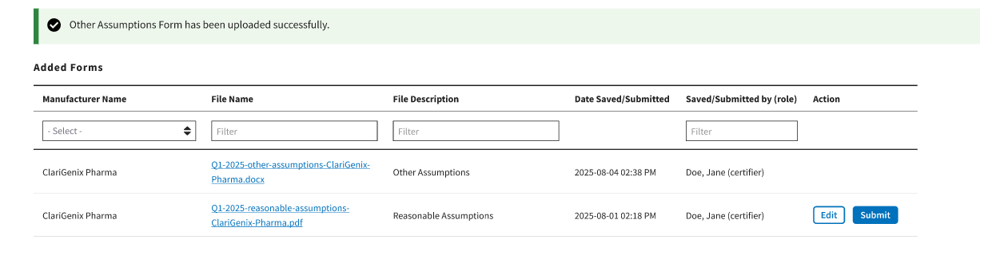 Other Assumptions Form has been uploaded successfully.
Added Forms
Manufacturer Name File Name File Description Date Saved/Submitted Saved/Submitted by (role) Action
- Select - Filter Filter Filter
ClariGenix Pharma Q1-2025-other-assumptions-ClariGenix-Pharma.docx Other Assumptions 2025-08-04 02:38 PM Doe, Jane (certifier)
ClariGenix Pharma Q1-2025-reasonable-assumptions-ClariGenix-Pharma.pdf Reasonable Assumptions 2025-08-01 02:18 PM Doe, Jane (certifier) Edit Submit